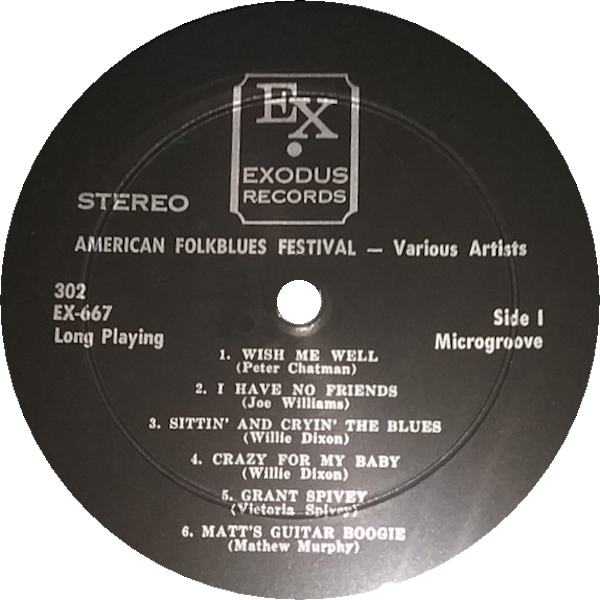 EX
EXODUS
RECORDS
STEREO
AMERICAN FOLKBLUES FESTIVAL — Various Artists
302
EX-667
Long Playing
Side 1
Microgroove
1. WISH ME WELL
(Peter Chatman)
2. I HAVE NO FRIENDS
(Joe Williams)
3. SITTIN' AND CRYIN' THE BLUES
(Willie Dixon)
4. CRAZY FOR MY BABY
(Willie Dixon)
5. GRANT SPIVEY
(Victoria Spivey)
6. MATT'S GUITAR BOOGIE
(Mathew Murphy)